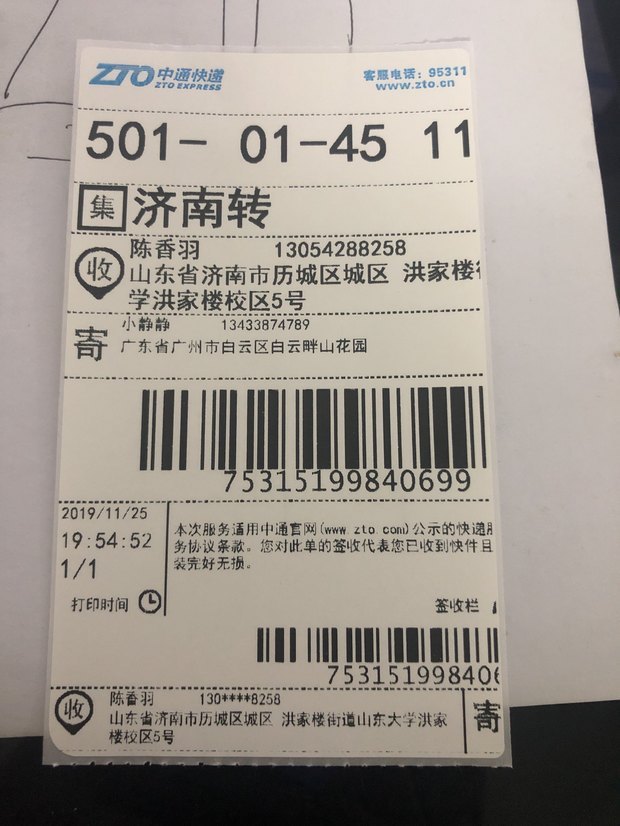 ZTO 中通快递
ZTO EXPRESS
客服电话：95311
www.zto.cn
501- 01-45 11
集 济南转
收 陈香羽 13054288258
山东省济南市历城区城区 洪家楼街
学洪家楼校区5号
寄 小静静 13433874789
广东省广州市白云区白云畔山花园
75315199840699
2019/11/25
19:54:52
1/1
打印时间
本次服务适用中通官网(www.zto com)公示的快递服
务协议条款。您对此单的签收代表您已收到快件且
装完好无损。
签收栏
753151998406
收 陈香羽 130****8258
山东省济南市历城区城区 洪家楼街道山东大学洪家
楼校区5号
寄